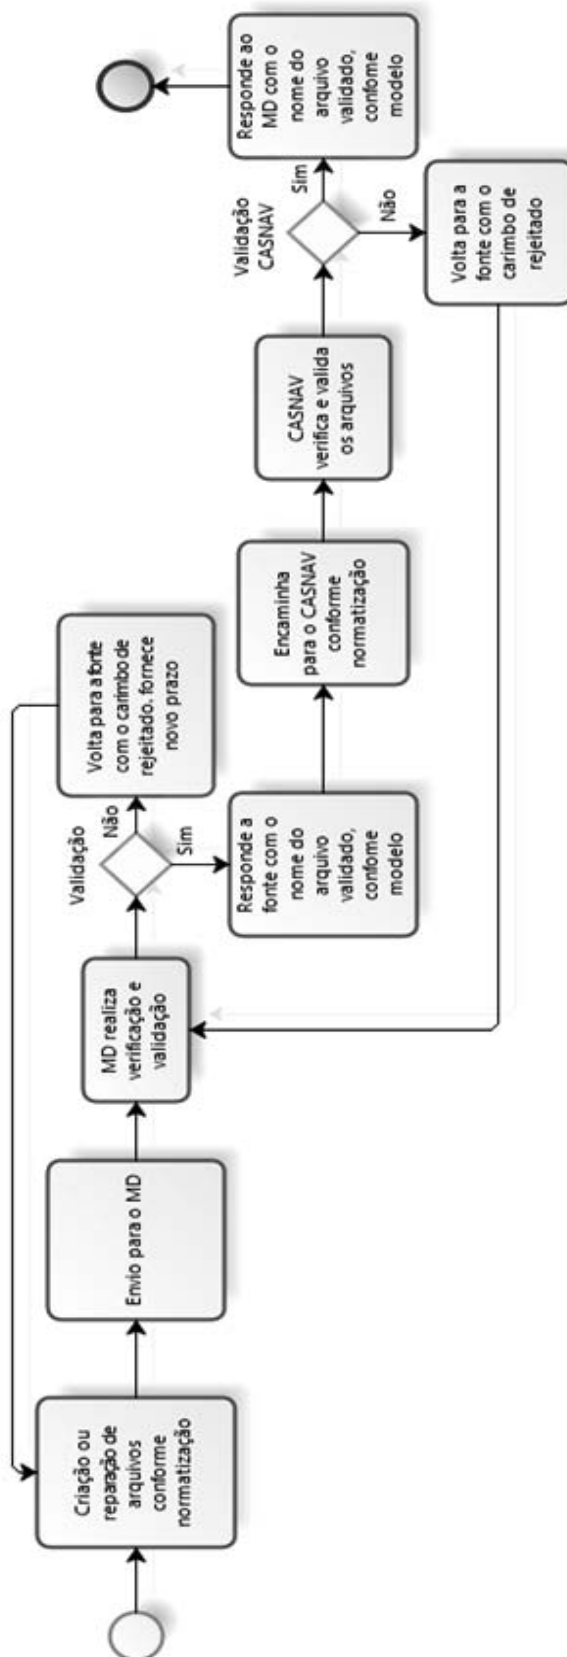 Criação ou
reparação de
arquivos
conforme
normatização
Envio para o MD
MD realiza
verificação e
validação
Validação
Não
Sim
Volta para a fonte
com o carimbo de
rejeitado. fornece
novo prazo
Responde a
fonte com o
nome do
arquivo
validado,
confome
modelo
Encaminha
para o CASNAV
conforme
normatização
CASNAV
verifica e valida
os arquivos
Validação
CASNAV
Sim
Não
Responde ao
MD com o
nome do
arquivo
validado,
confome
modelo
Volta para a
fonte com o
carimbo de
rejeitado